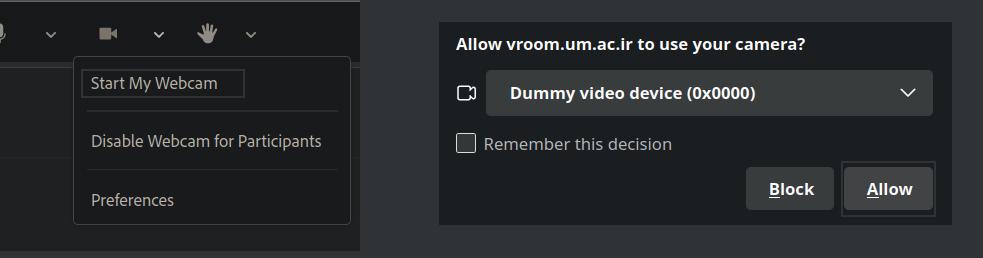 Start My Webcam
Disable Webcam for Participants
Preferences
Allow vroom.um.ac.ir to use your camera?
Dummy video device (0x0000)
Remember this decision
Block
Allow